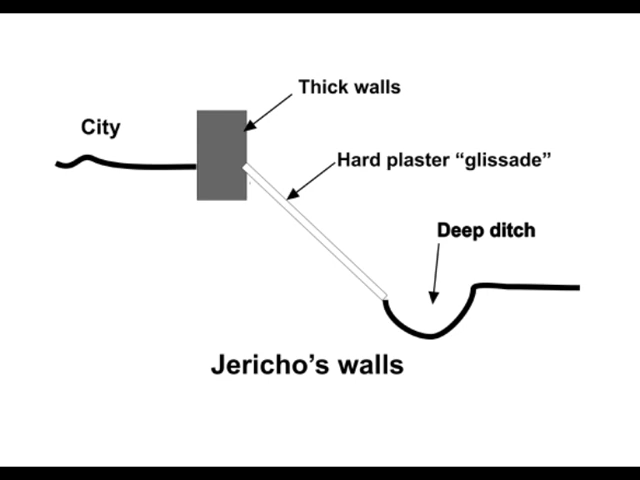 Thick walls
City
Hard plaster “glissade”
Deep ditch
Jericho’s walls